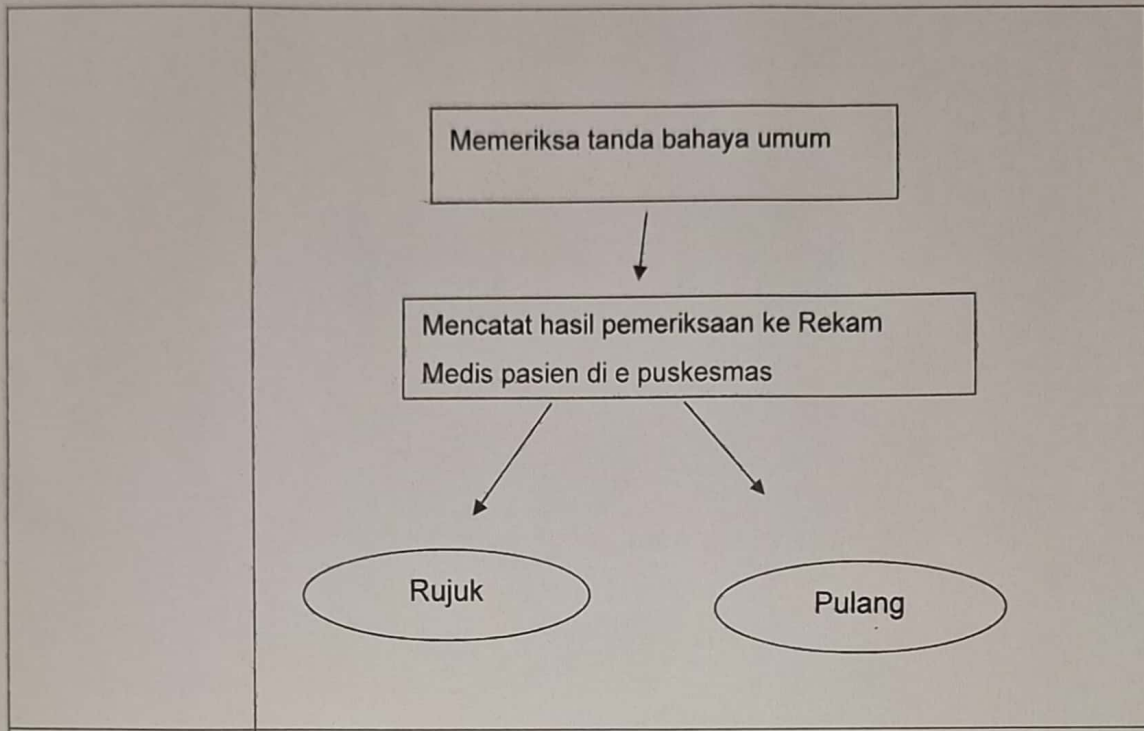 Memeriksa tanda bahaya umum
Mencatat hasil pemeriksaan ke Rekam
Medis pasien di e puskesmas
Rujuk
Pulang